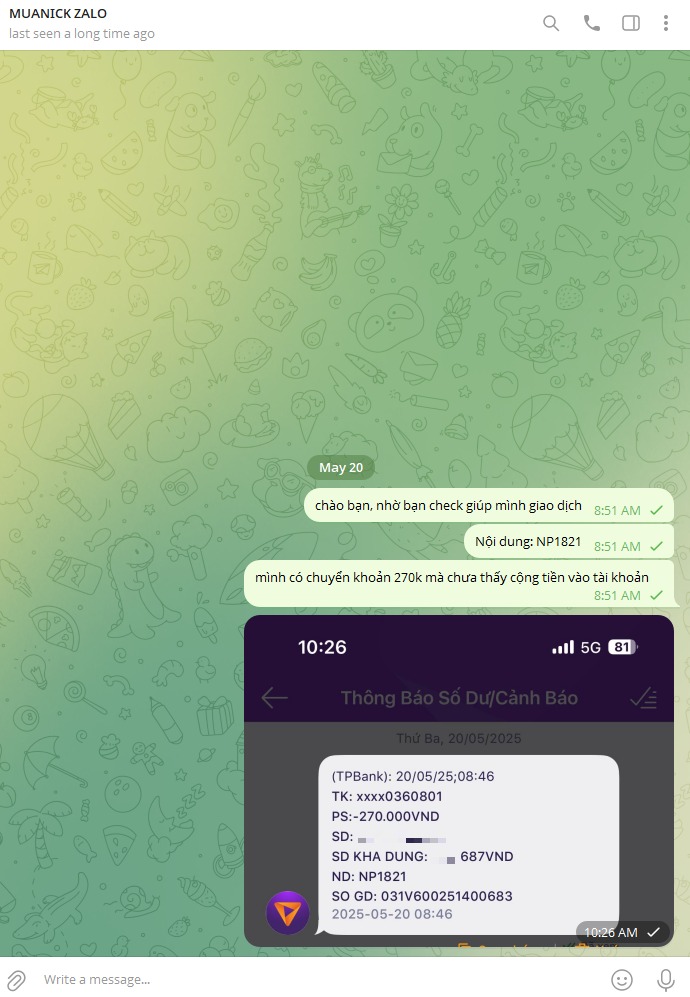 MUANICK ZALO
last seen a long time ago
May 20
chào bạn, nhờ bạn check giúp mình giao dịch
8:51 AM
Nội dung: NP1821
8:51 AM
mình có chuyển khoản 270k mà chưa thấy cộng tiền vào tài khoản
8:51 AM
10:26
5G 81
Thông Báo Số Dư/Cảnh Báo
Thứ Ba, 20/05/2025
(TPBank): 20/05/25;08:46
TK: xxxx0360801
PS:-270.000VND
SD:
SD KHA DUNG: 687VND
ND: NP1821
SO GD: 031V600251400683
2025-05-20 08:46
10:26 AM
Write a message...